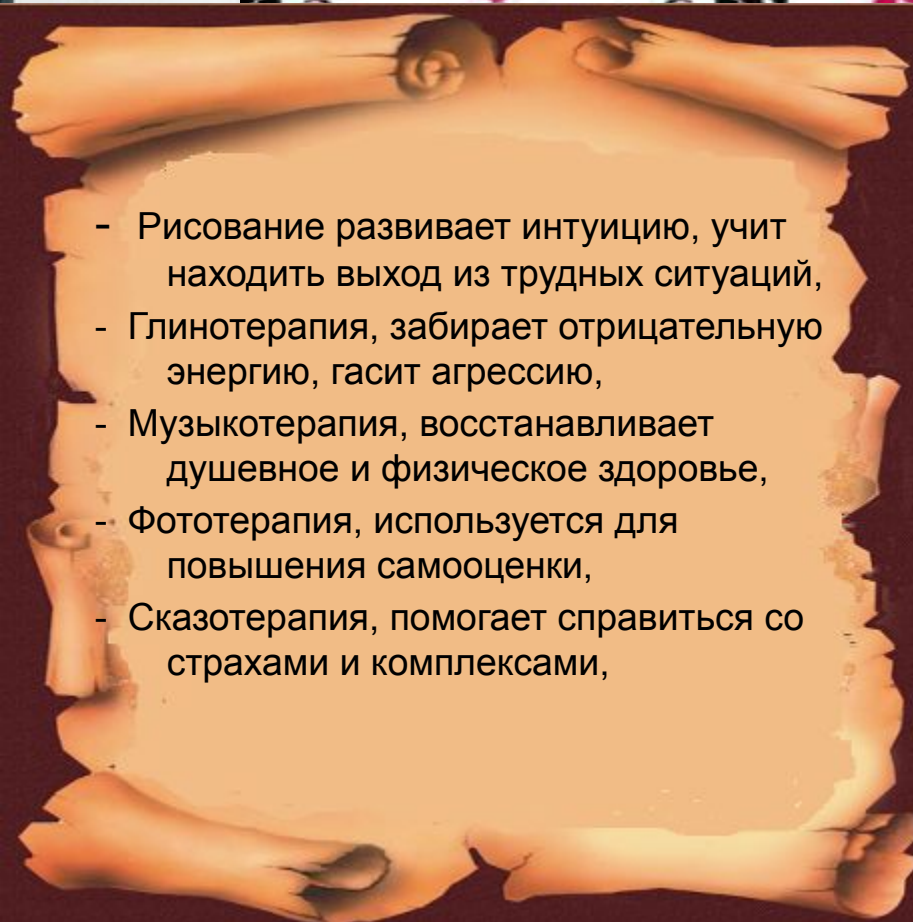 - Рисование развивает интуицию, учит
находить выход из трудных ситуаций,
- Глинотерапия, забирает отрицательную
энергию, гасит агрессию,
- Музыкотерапия, восстанавливает
душевное и физическое здоровье,
- Фототерапия, используется для
повышения самооценки,
- Сказотерапия, помогает справиться со
страхами и комплексами,